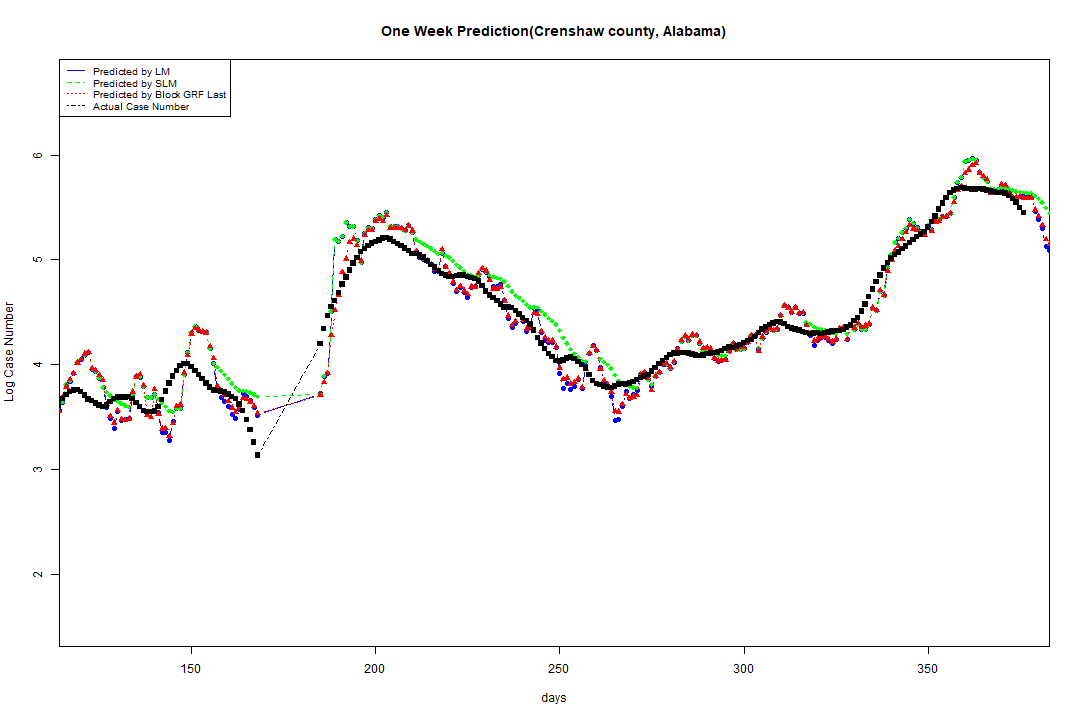 One Week Prediction(Crenshaw county, Alabama)
Predicted by LM
Predicted by SLM
Predicted by Block GRF Last
Actual Case Number
Log Case Number
6
5
4
3
2
150 200 250 300 350
days